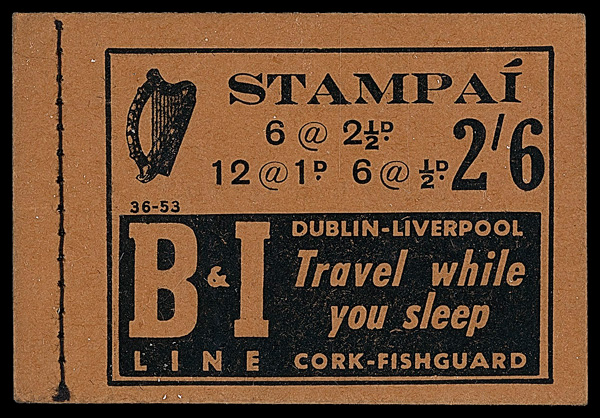 STAMPAÍ
6 @ 2½D.
12 @ 1D. 6 @ ½D. 2/6
36-53
B & I
LINE
DUBLIN-LIVERPOOL
Travel while
you sleep
CORK-FISHGUARD